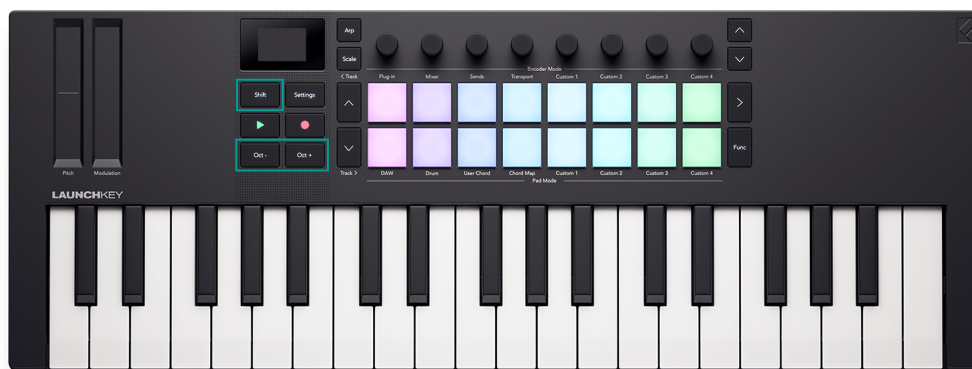 Arp
Scale
< Track
Encoder Mode
Plug-in Mixer Sends Transport Custom 1 Custom 2 Custom 3 Custom 4
Shift Settings
Oct - Oct +
Func
Pitch Modulation
Track >
DAW Drum User Chord Chord Map Custom 1 Custom 2 Custom 3 Custom 4
Pad Mode
LAUNCHKEY